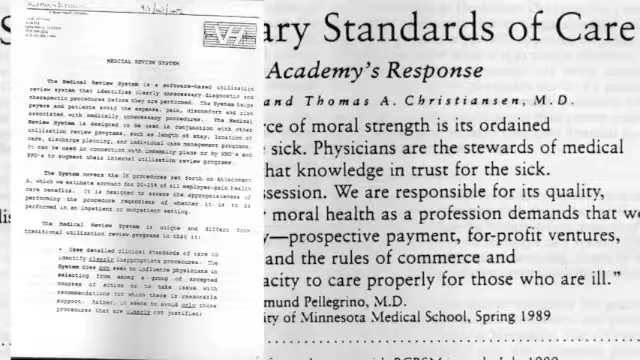 MEDICAL REVIEW SYSTEM
The Medical Review System is a software-based utilization
review system that identifies clearly unnecessary diagnostic and
therapeutic procedures before they are performed. The System helps
payers and patients avoid the expense, pain, discomfort and risk
associated with medically unnecessary procedures. The Medical
Review System is designed to be used in conjunction with other
utilization review programs, such as length of stay, location of
care, discharge planning, and individual case management programs.
It can be used in connection with indemnity plans or by HMO's and
PPO's to augment their internal utilization review programs.
The System covers the 36 procedures set forth on Attachment
A, which we estimate account for 20-25% of all employer-paid health
care benefits. It is designed to assess the appropriateness of
performing the procedure regardless of whether it is to be
performed in an inpatient or outpatient setting.
The Medical Review System is unique and differs from
traditional utilization review programs in that it:
• Uses detailed clinical standards of care to
identify clearly inappropriate procedures. The
System does not seek to influence physicians in
selecting from among a group of accepted
courses of action or to take issue with
recommendations for which there is reasonable
support. Rather, it seeks to avoid only those
procedures that are clearly not justified;
ary Standards of Care
Academy's Response
and Thomas A. Christiansen, M.D.
ce of moral strength is its ordained
sick. Physicians are the stewards of medical
hat knowledge in trust for the sick.
session. We are responsible for its quality,
moral health as a profession demands that we
—prospective payment, for-profit ventures,
and the rules of commerce and
acity to care properly for those who are ill."
mund Pellegrino, M.D.
ity of Minnesota Medical School, Spring 1989